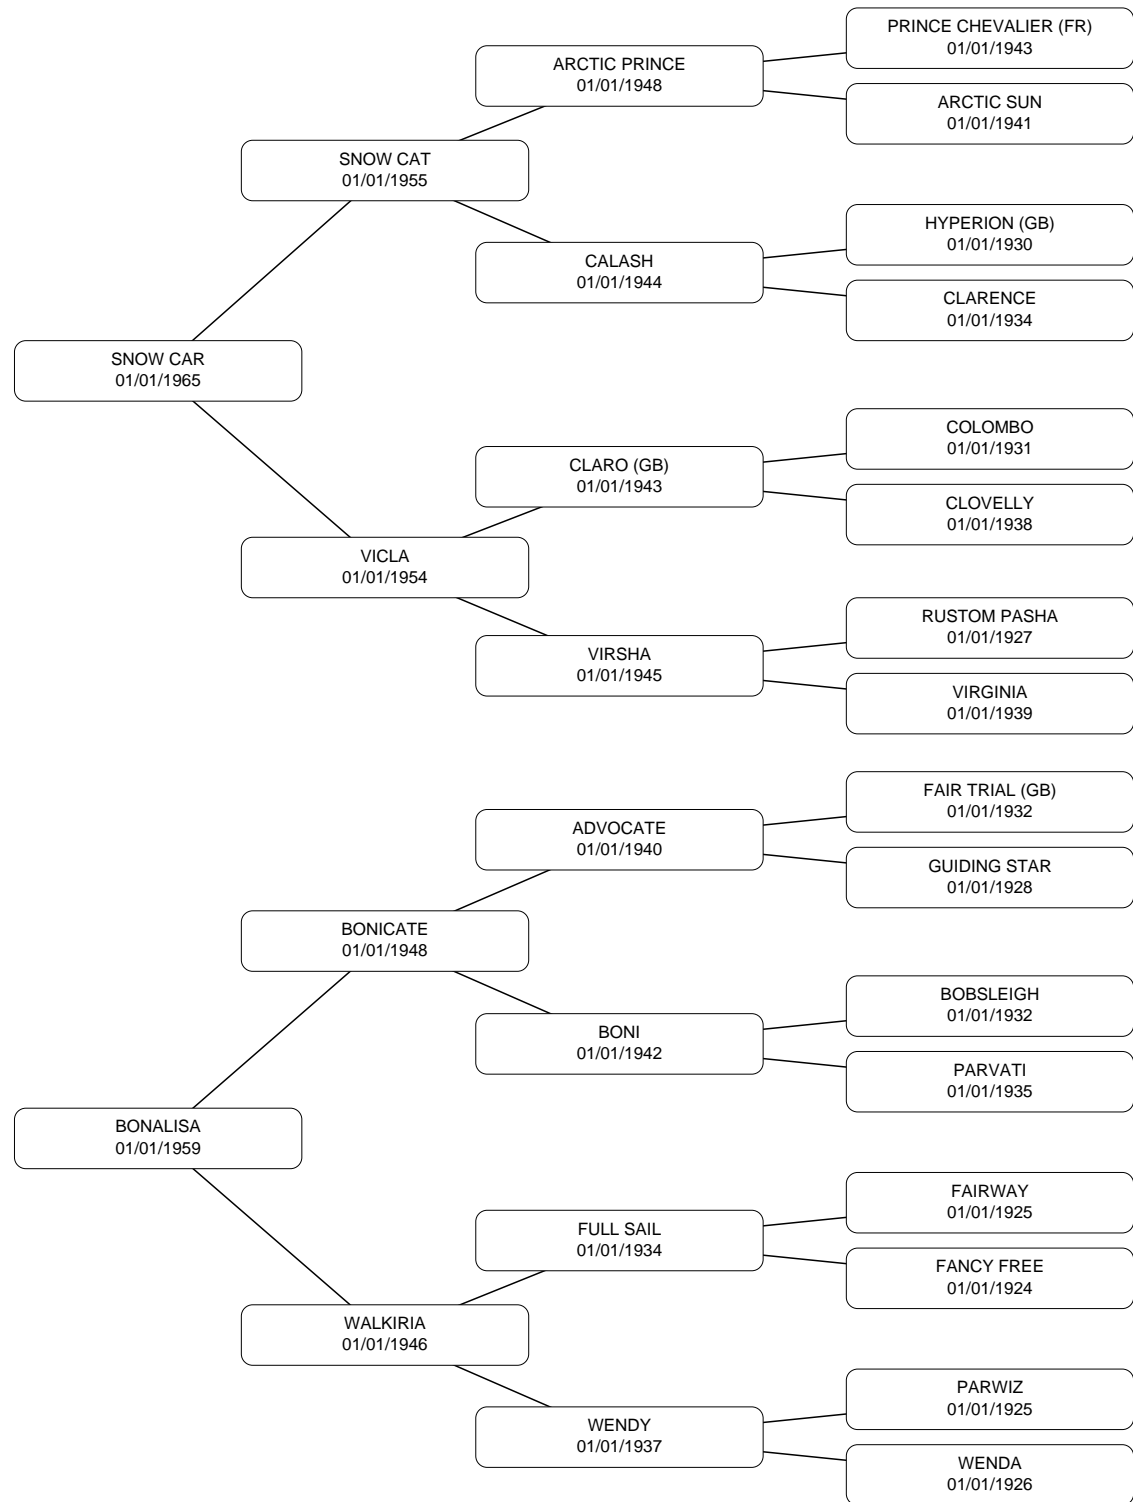 PRINCE CHEVALIER (FR)
01/01/1943
ARCTIC PRINCE
01/01/1948
ARCTIC SUN
01/01/1941
SNOW CAT
01/01/1955
HYPERION (GB)
01/01/1930
CALASH
01/01/1944
CLARENCE
01/01/1934
SNOW CAR
01/01/1965
COLOMBO
01/01/1931
CLARO (GB)
01/01/1943
CLOVELLY
01/01/1938
VICLA
01/01/1954
RUSTOM PASHA
01/01/1927
VIRSHA
01/01/1945
VIRGINIA
01/01/1939
FAIR TRIAL (GB)
01/01/1932
ADVOCATE
01/01/1940
GUIDING STAR
01/01/1928
BONICATE
01/01/1948
BOBSLEIGH
01/01/1932
BONI
01/01/1942
PARVATI
01/01/1935
BONALISA
01/01/1959
FAIRWAY
01/01/1925
FULL SAIL
01/01/1934
FANCY FREE
01/01/1924
WALKIRIA
01/01/1946
PARWIZ
01/01/1925
WENDY
01/01/1937
WENDA
01/01/1926